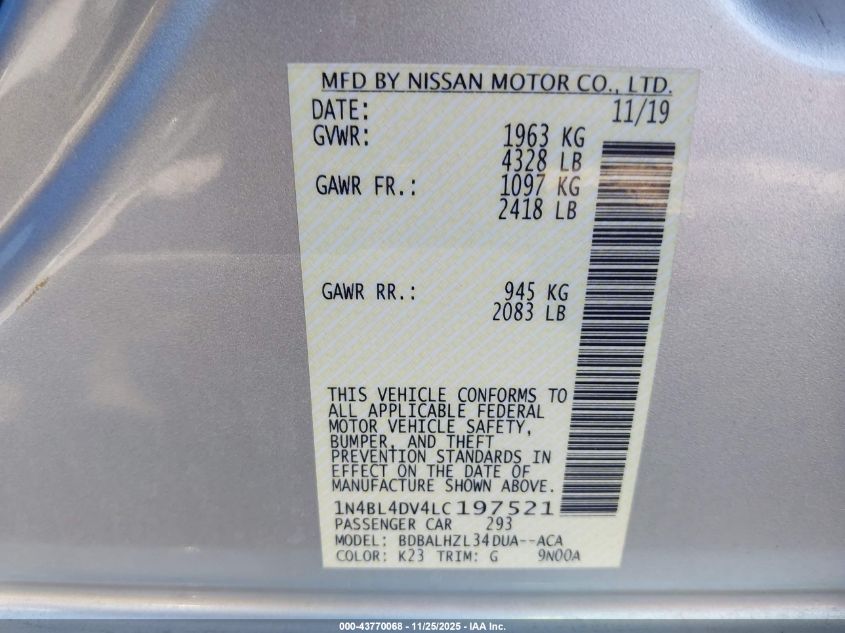 MFD BY NISSAN MOTOR CO., LTD.
DATE: 11/19
GVWR: 1963 KG
4328 LB
GAWR FR.: 1097 KG
2418 LB
GAWR RR.: 945 KG
2083 LB
THIS VEHICLE CONFORMS TO
ALL APPLICABLE FEDERAL
MOTOR VEHICLE SAFETY,
BUMPER, AND THEFT
PREVENTION STANDARDS IN
EFFECT ON THE DATE OF
MANUFACTURE SHOWN ABOVE.
1N4BL4DV4LC197521
PASSENGER CAR 293
MODEL: BDBALHZL34DUA--ACA
COLOR: K23 TRIM: G 9N00A
000-43770068 - 11/25/2025 - IAA Inc.